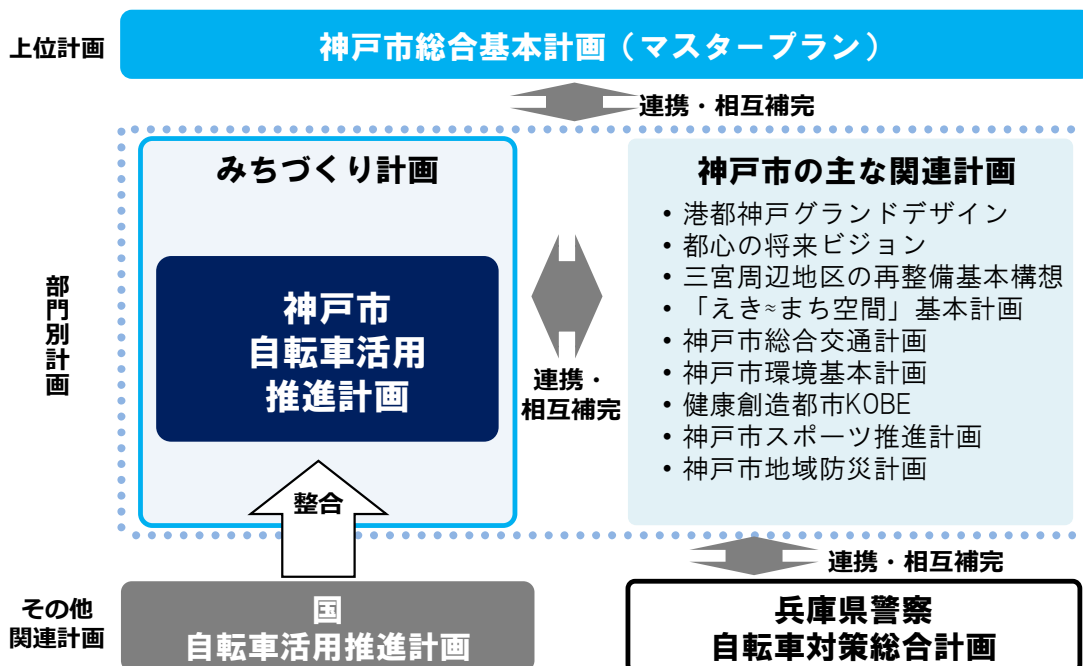 上位計画
神戸市総合基本計画（マスタープラン）
連携・相互補完
部門別計画
みちづくり計画
神戸市
自転車活用
推進計画
連携・
相互補完
神戸市の主な関連計画
• 港都神戸グランドデザイン
• 都心の将来ビジョン
• 三宮周辺地区の再整備基本構想
• 「えき≈まち空間」基本計画
• 神戸市総合交通計画
• 神戸市環境基本計画
• 健康創造都市KOBE
• 神戸市スポーツ推進計画
• 神戸市地域防災計画
整合
連携・相互補完
その他
関連計画
国
自転車活用推進計画
兵庫県警察
自転車対策総合計画